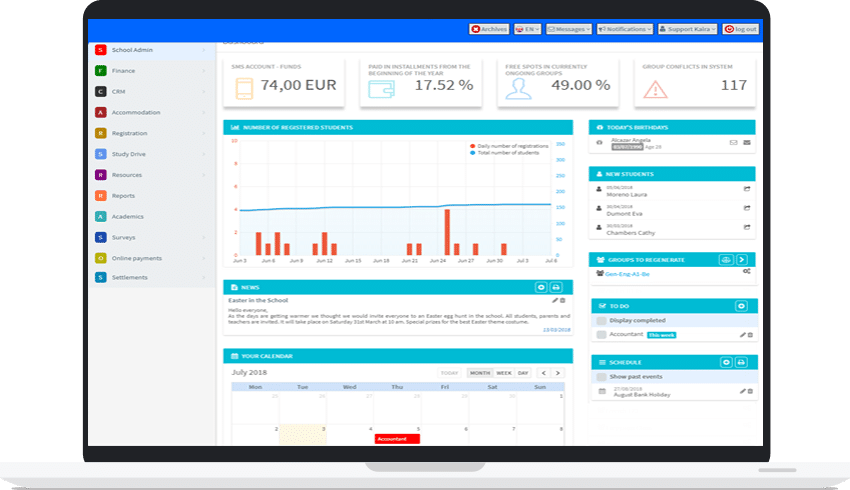 Archives EN Messages Notifications Support Kaira log out
Dashboard
S School Admin
F Finance
C CRM
A Accommodation
R Registration
S Study Drive
R Resources
R Reports
A Academics
S Surveys
O Online payments
S Settlements
SMS ACCOUNT - FUNDS
74,00 EUR
PAID IN INSTALLMENTS FROM THE
BEGINNING OF THE YEAR
17.52 %
FREE SPOTS IN CURRENTLY
ONGOING GROUPS
49.00 %
GROUP CONFLICTS IN SYSTEM
117
NUMBER OF REGISTERED STUDENTS
Daily number of registrations
Total number of students
10
8
6
4
2
0
350
300
250
200
150
100
50
0
Jun 3 Jun 6 Jun 9 Jun 12 Jun 15 Jun 18 Jun 21 Jun 24 Jun 27 Jun 30 Jul 3 Jul 6
NEWS
Easter in the School
Hello everyone,
As the days are getting warmer we thought we would invite everyone to an Easter egg hunt in the school. All students, parents and
teachers are invited. It will take place on Saturday 31st March at 10 am. Special prizes for the best Easter theme costume.
13/03/2018
YOUR CALENDAR
July 2018
TODAY MONTH WEEK DAY
Mon Tue Wed Thu Fri Sat Sun
25 26 27 28 29 30 1
2 3 4 5 6 7 8
Accountant
TODAY'S BIRTHDAYS
Alcazar Angela
Age 28
NEW STUDENTS
05/06/2018
Moreno Laura
30/04/2018
Dumont Eva
30/03/2018
Chambers Cathy
GROUPS TO REGENERATE
Gen-Eng-A1-Be
TO DO
Display completed
Accountant This week
SCHEDULE
Show past events
27/08/2018
August Bank Holiday